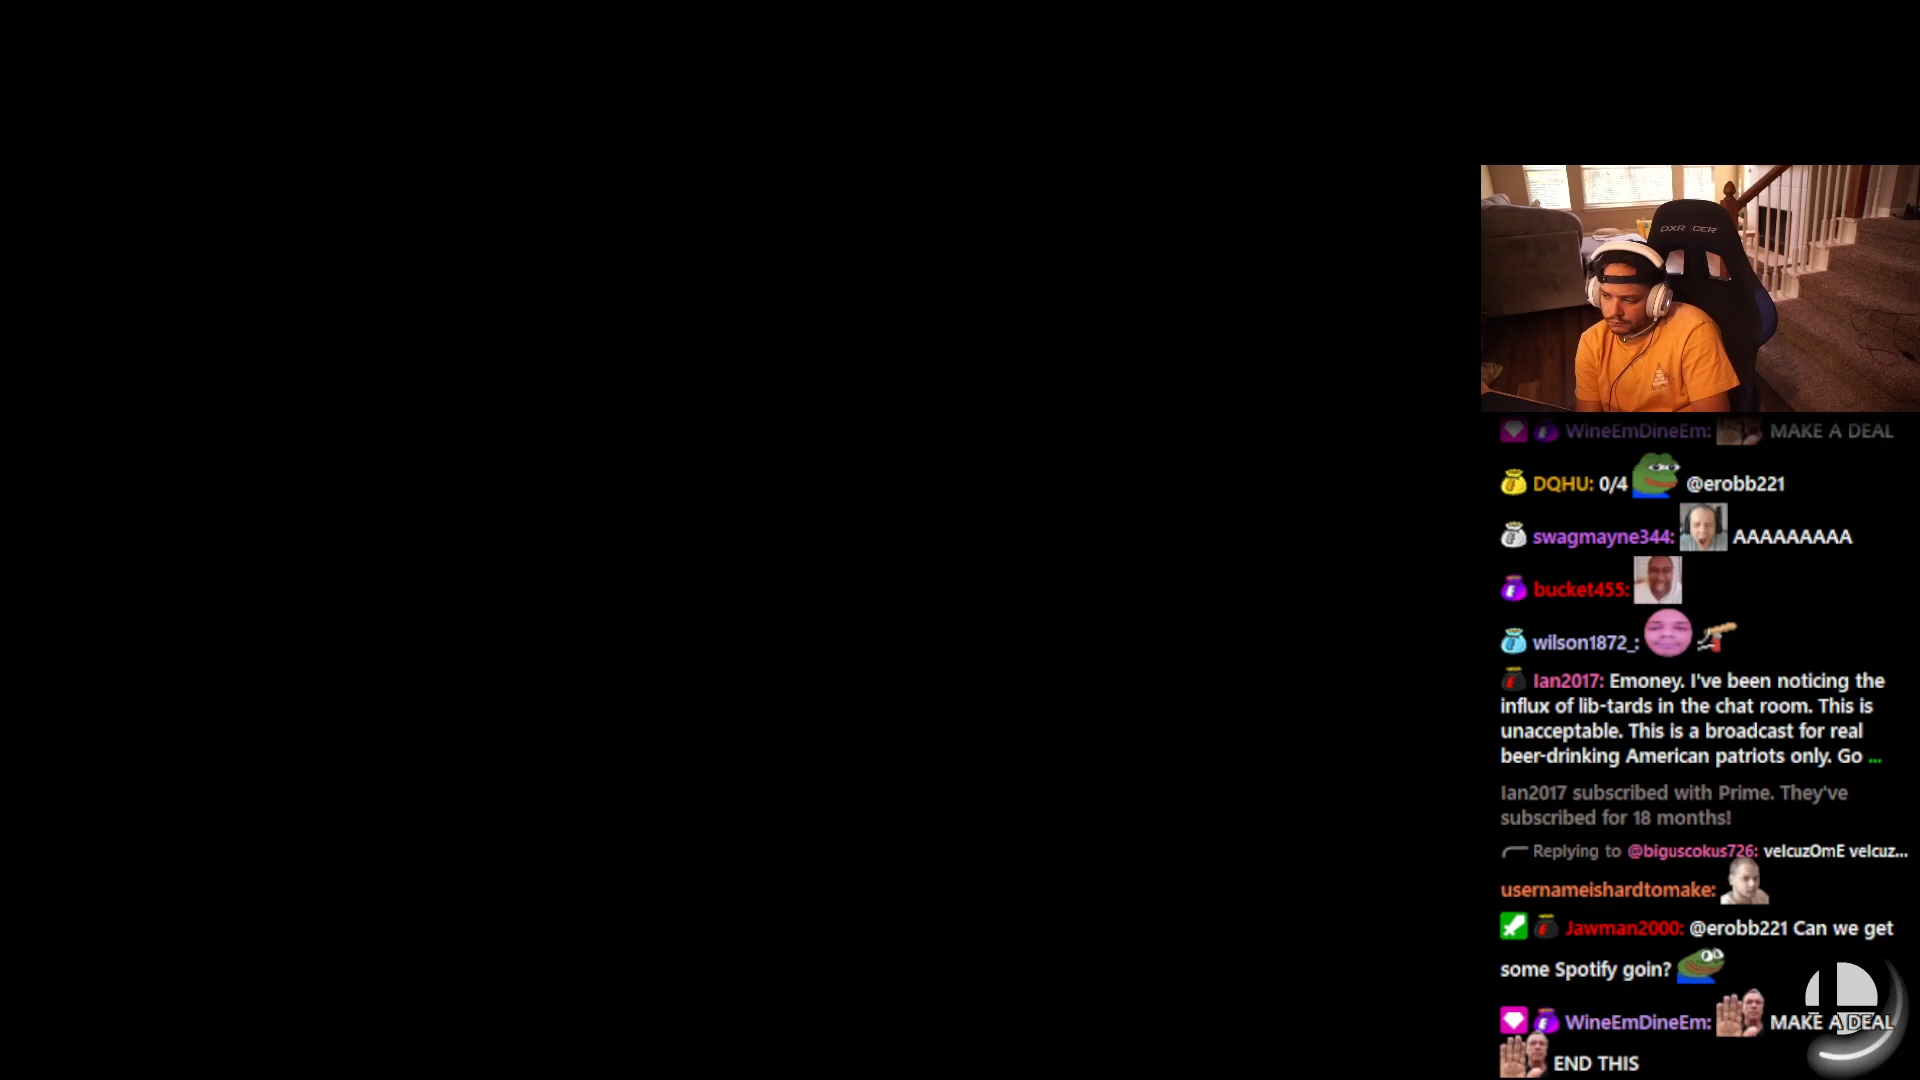 DXRACER
WineEmDineEm: MAKE A DEAL
DQHU: 0/4 @erobb221
swagmayne344: AAAAAAAAA
bucket455:
wilson1872_:
Ian2017: Emoney. I've been noticing the
influx of lib-tards in the chat room. This is
unacceptable. This is a broadcast for real
beer-drinking American patriots only. Go ...
Ian2017 subscribed with Prime. They've
subscribed for 18 months!
Replying to @biguscokus726: velcuzOmE velcuz...
usernameishardtomake:
Jawman2000: @erobb221 Can we get
some Spotify goin?
WineEmDineEm: MAKE A DEAL
END THIS